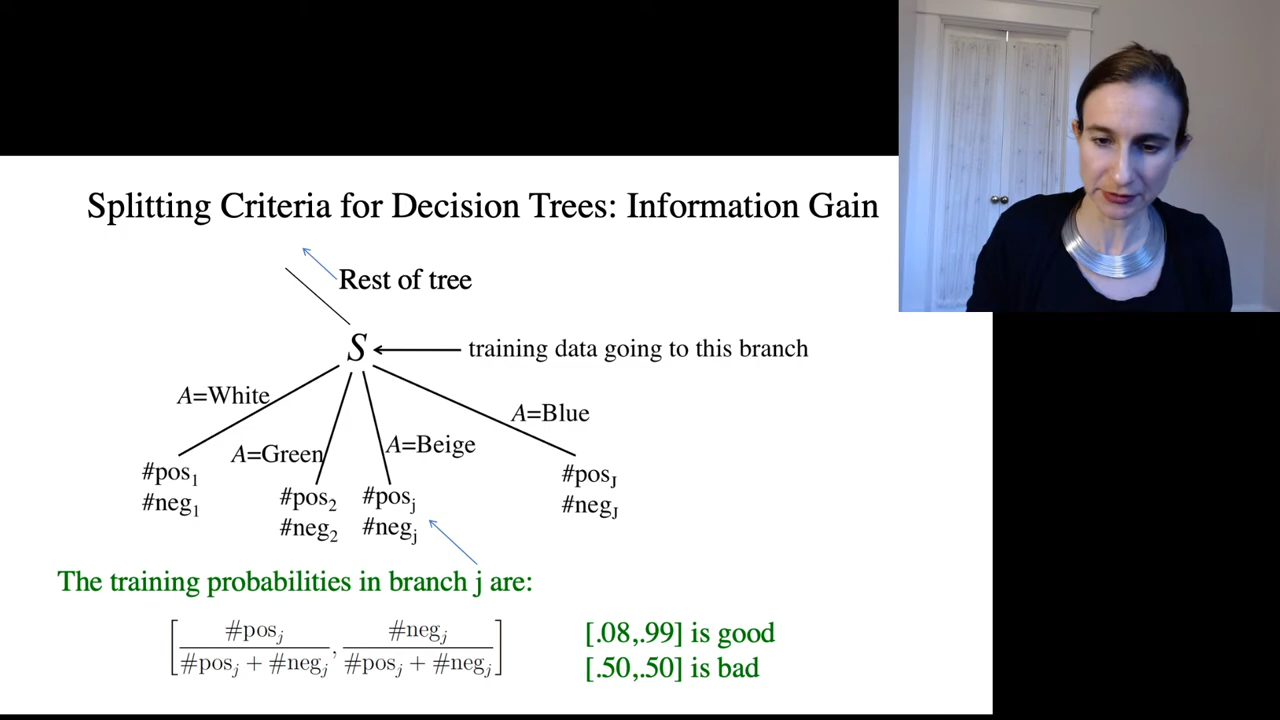 Splitting Criteria for Decision Trees: Information Gain
Rest of tree
S
training data going to this branch
A=White
A=Blue
A=Green
A=Beige
#pos₁
#neg₁
#pos₂
#neg₂
#posⱼ
#negⱼ
#pos_J
#neg_J
The training probabilities in branch j are:
[#posⱼ / (#posⱼ + #negⱼ), #negⱼ / (#posⱼ + #negⱼ)]
[.08,.99] is good
[.50,.50] is bad